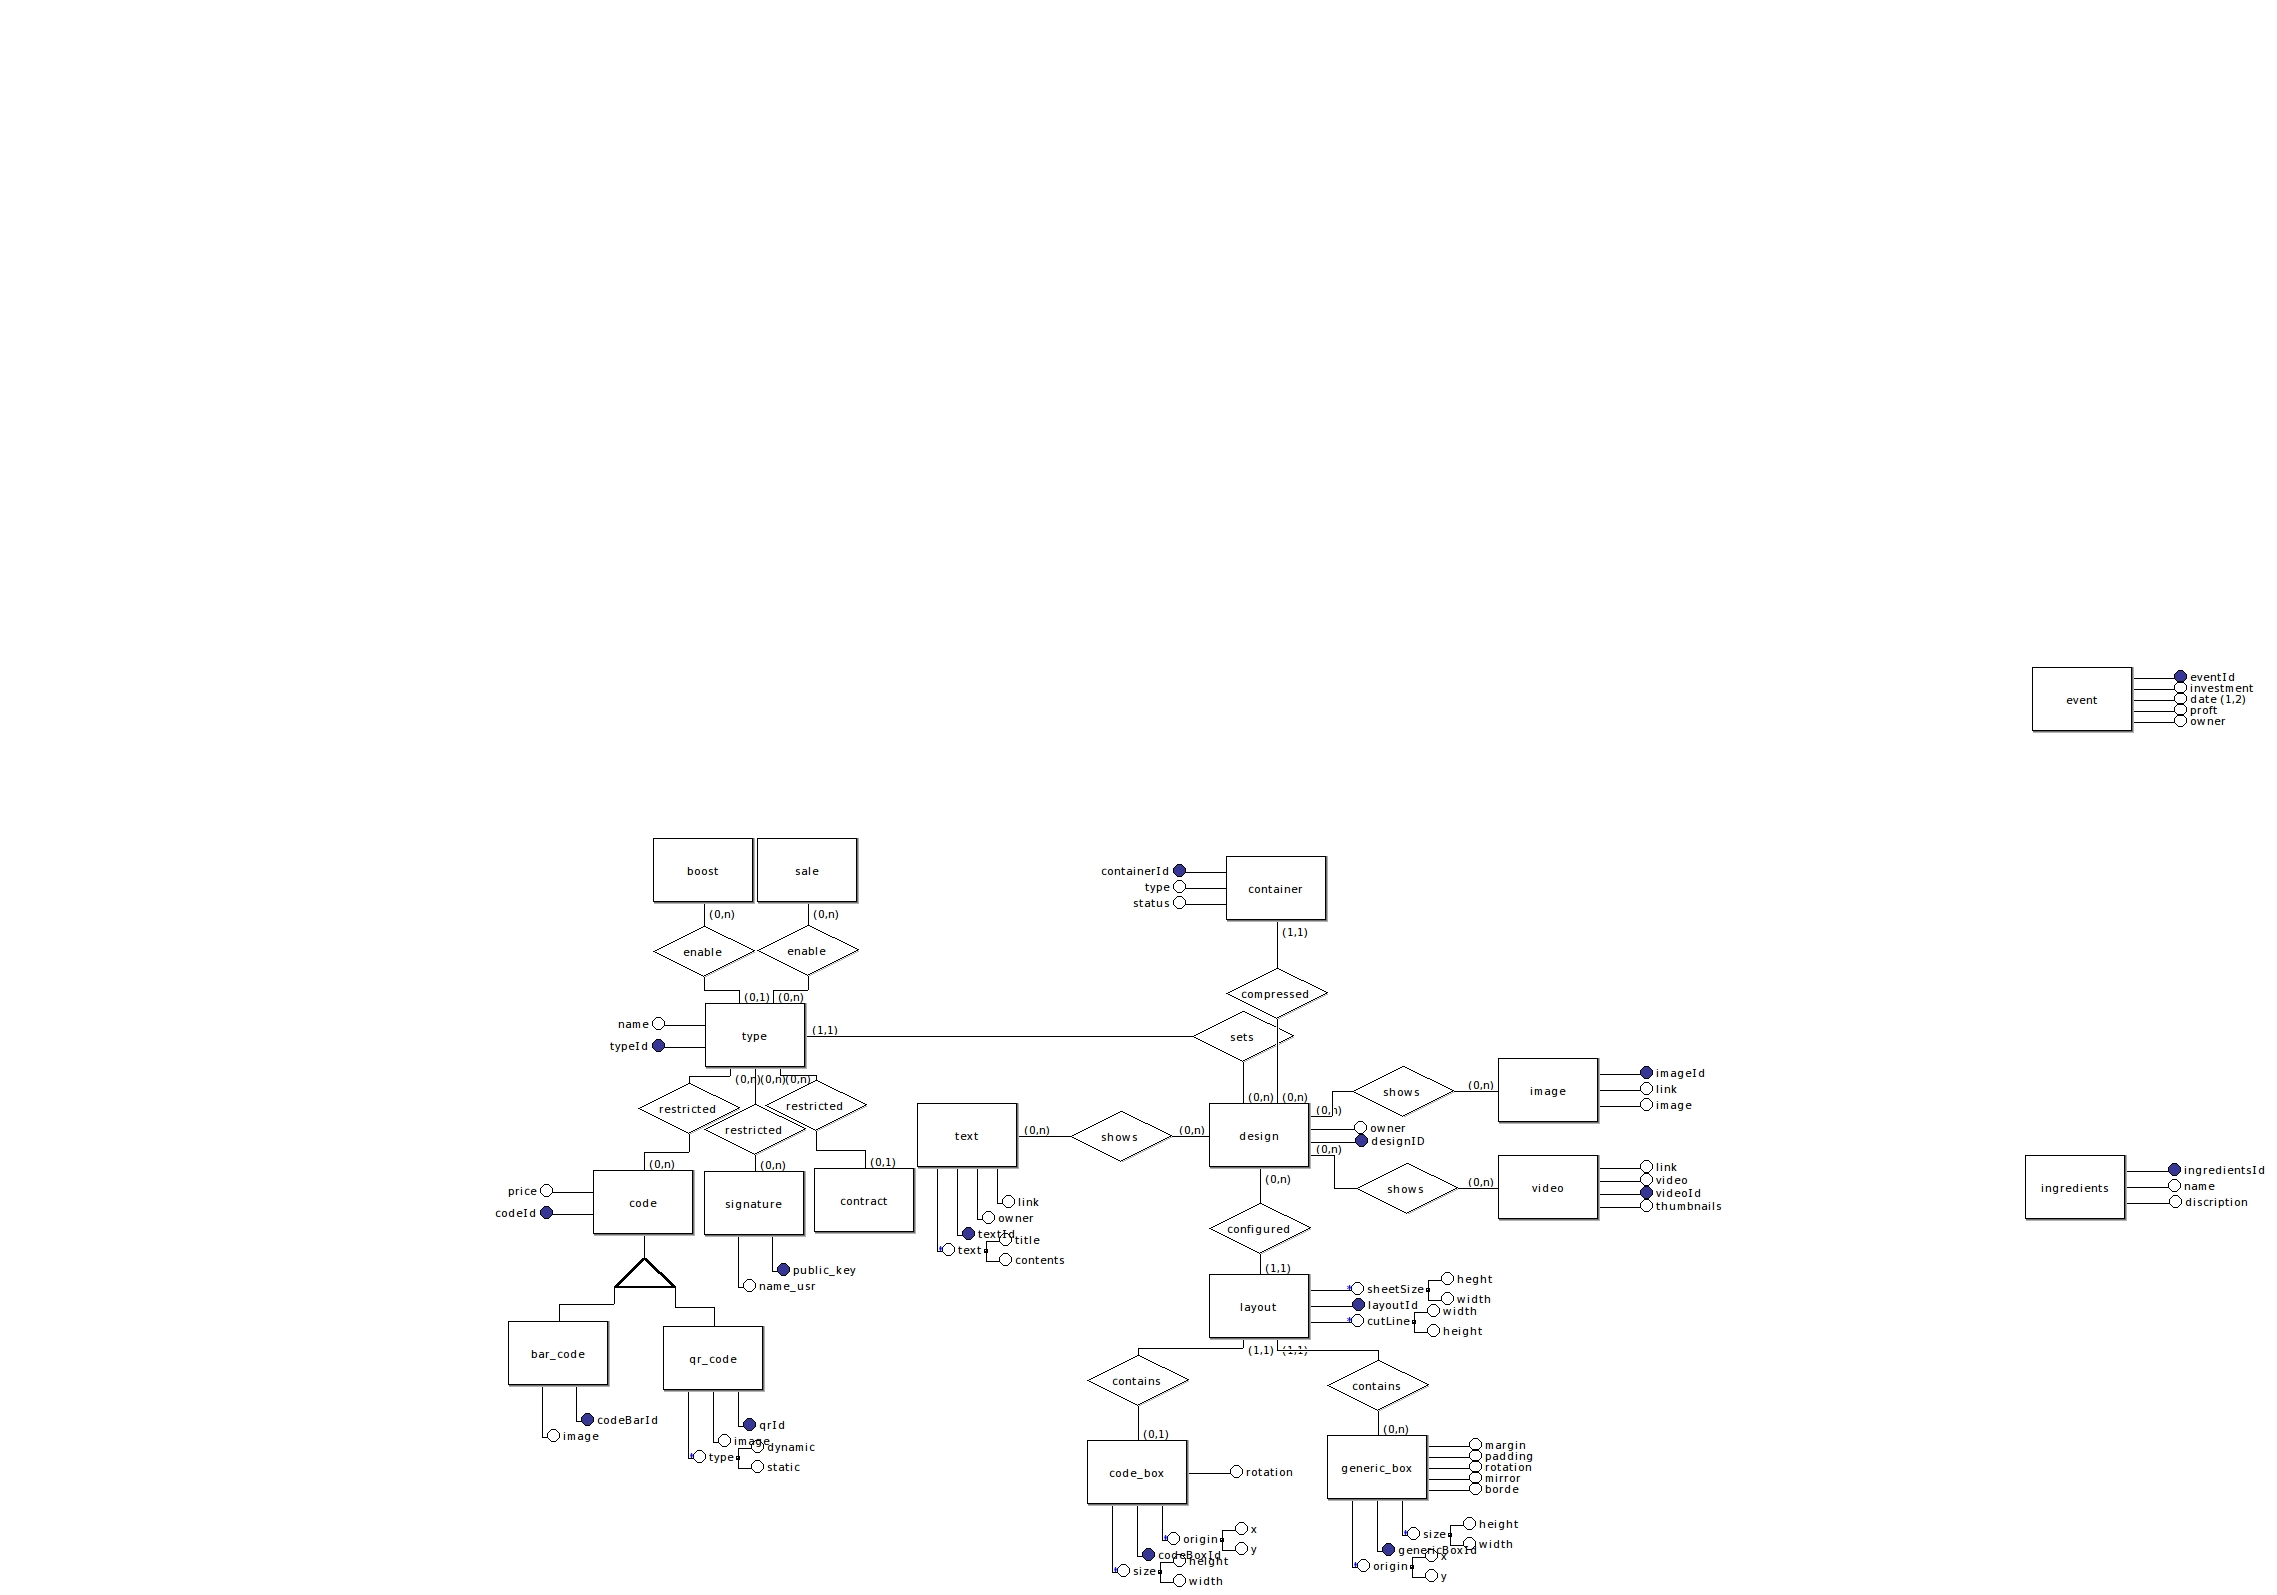 eventId
investment
event
date (1,2)
proft
owner
boost
sale
containerId
type
container
status
(0,n)
(0,n)
(1,1)
enable
enable
compressed
(0,1)
(0,n)
name
type
(1,1)
sets
typeId
(0,n)
(0,n)
(0,n)
restricted
restricted
restricted
(0,n)
(0,n)
(0,n)
shows
(0,n)
image
imageId
link
image
text
(0,n)
shows
(0,n)
design
owner
designID
(0,n)
(0,n)
(0,n)
(0,1)
price
code
codeId
signature
contract
link
owner
textId
title
text
contents
shows
(0,n)
video
link
video
videoId
thumbnails
ingredients
ingredientsId
name
discription
(0,n)
configured
(1,1)
public_key
name_usr
layout
sheetSize
heght
width
layoutId
cutLine
width
height
bar_code
qr_code
(1,1)
(1,1)
contains
contains
codeBarId
image
qrId
image
dynamic
type
static
(0,1)
(0,n)
code_box
rotation
generic_box
margin
padding
rotation
mirror
borde
origin
x
y
codeBoxId
height
size
width
size
height
width
genericBoxId
origin
x
y